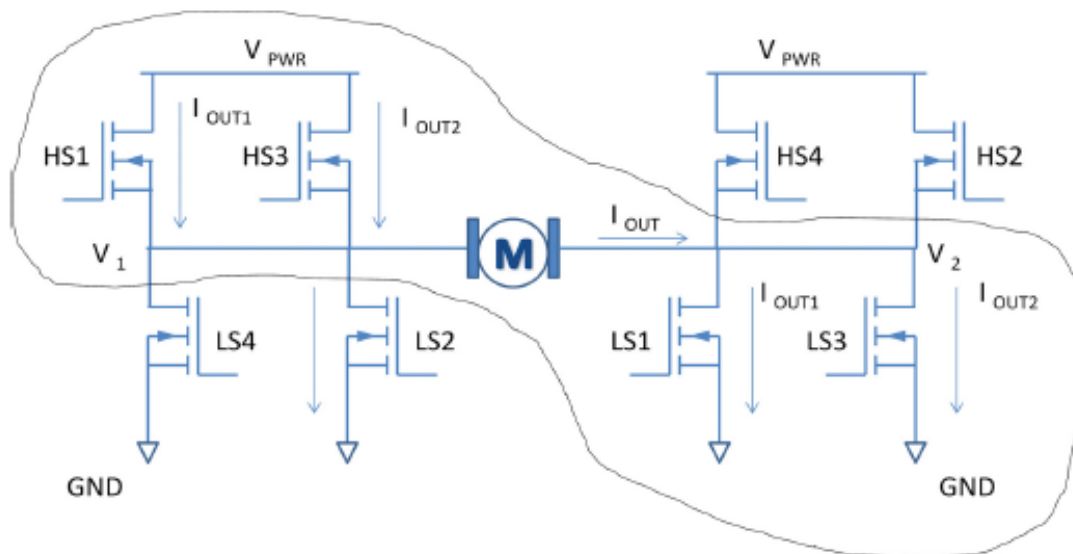 V PWR
V PWR
I OUT1
I OUT2
HS1
HS3
HS4
HS2
I OUT
V 1
M
V 2
I OUT1
I OUT2
LS4
LS2
LS1
LS3
GND
GND